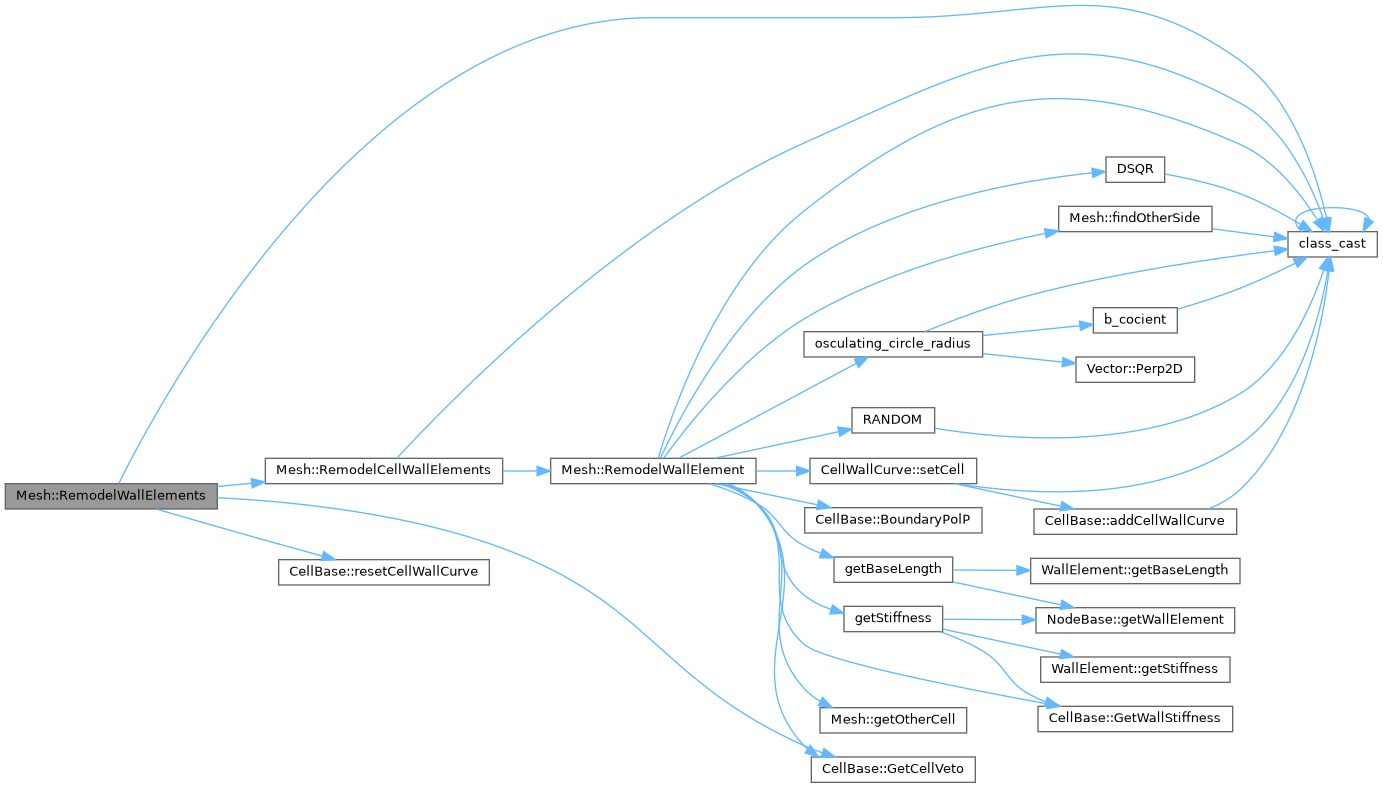 DSQR
Mesh::findOtherSide
class_cast
b_cocient
osculating_circle_radius
Vector::Perp2D
RANDOM
Mesh::RemodelCellWallElements
Mesh::RemodelWallElement
CellWallCurve::setCell
Mesh::RemodelWallElements
CellBase::BoundaryPolP
CellBase::addCellWallCurve
CellBase::resetCellWallCurve
getBaseLength
WallElement::getBaseLength
getStiffness
NodeBase::getWallElement
WallElement::getStiffness
Mesh::getOtherCell
CellBase::GetWallStiffness
CellBase::GetCellVeto